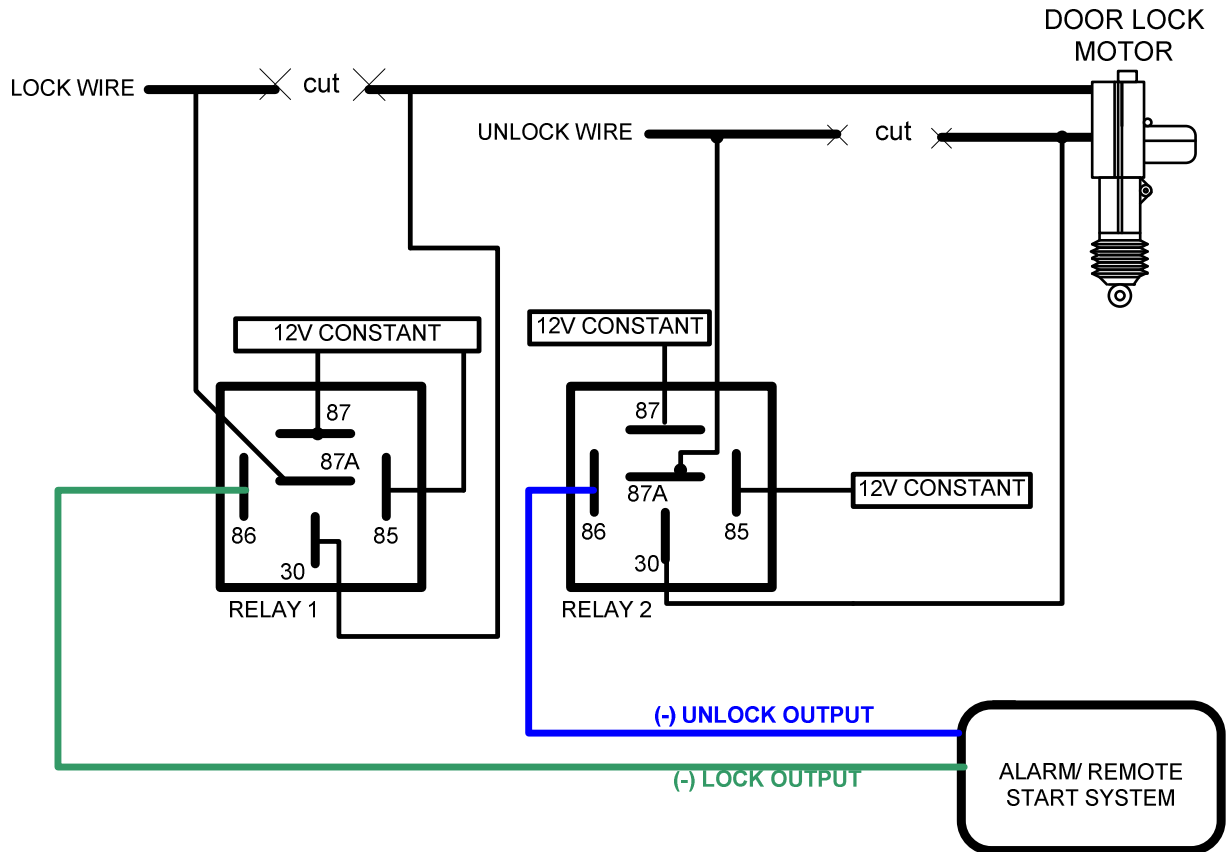 DOOR LOCK
MOTOR
LOCK WIRE
cut
UNLOCK WIRE
cut
12V CONSTANT
12V CONSTANT
87
87A
86
85
30
RELAY 1
87
87A
86
85
30
RELAY 2
12V CONSTANT
(-) UNLOCK OUTPUT
(-) LOCK OUTPUT
ALARM/ REMOTE
START SYSTEM